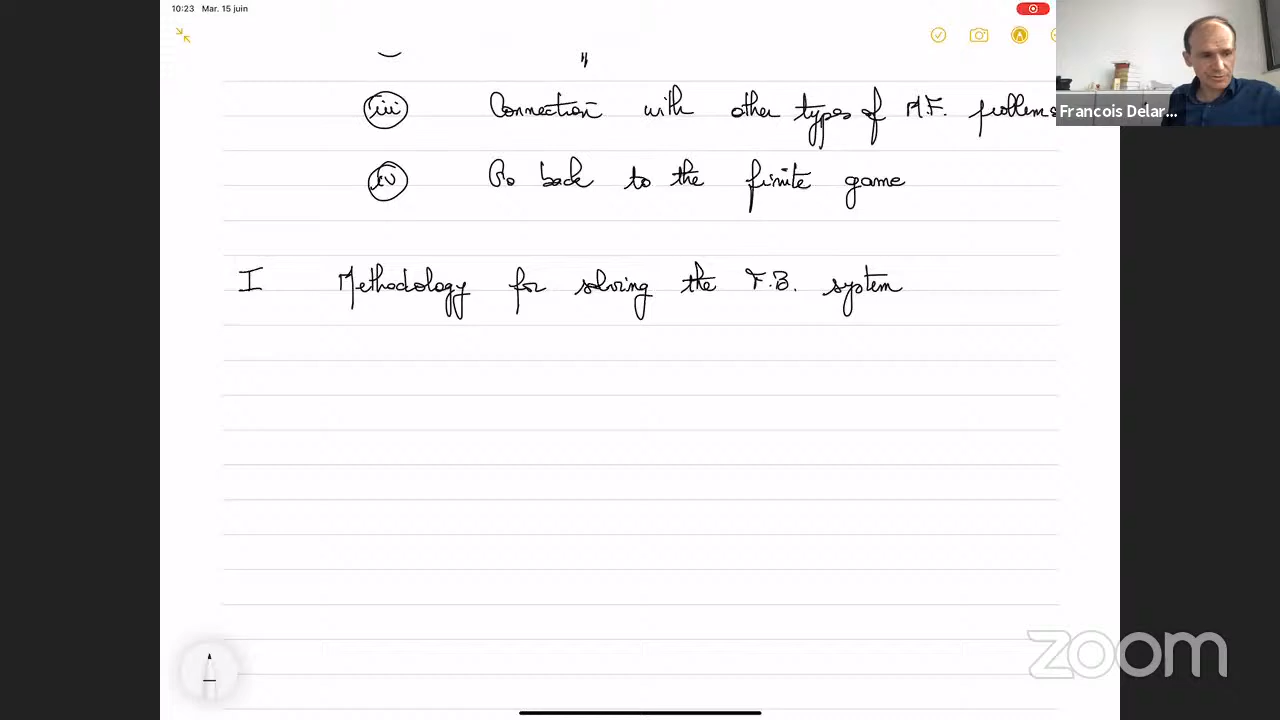 10:23 Mar. 15 juin
(iii) Connection with other types of M.F. problems
Francois Delar...
(iv) Go back to the finite game
I Methodology for solving the F.B. system
zoom